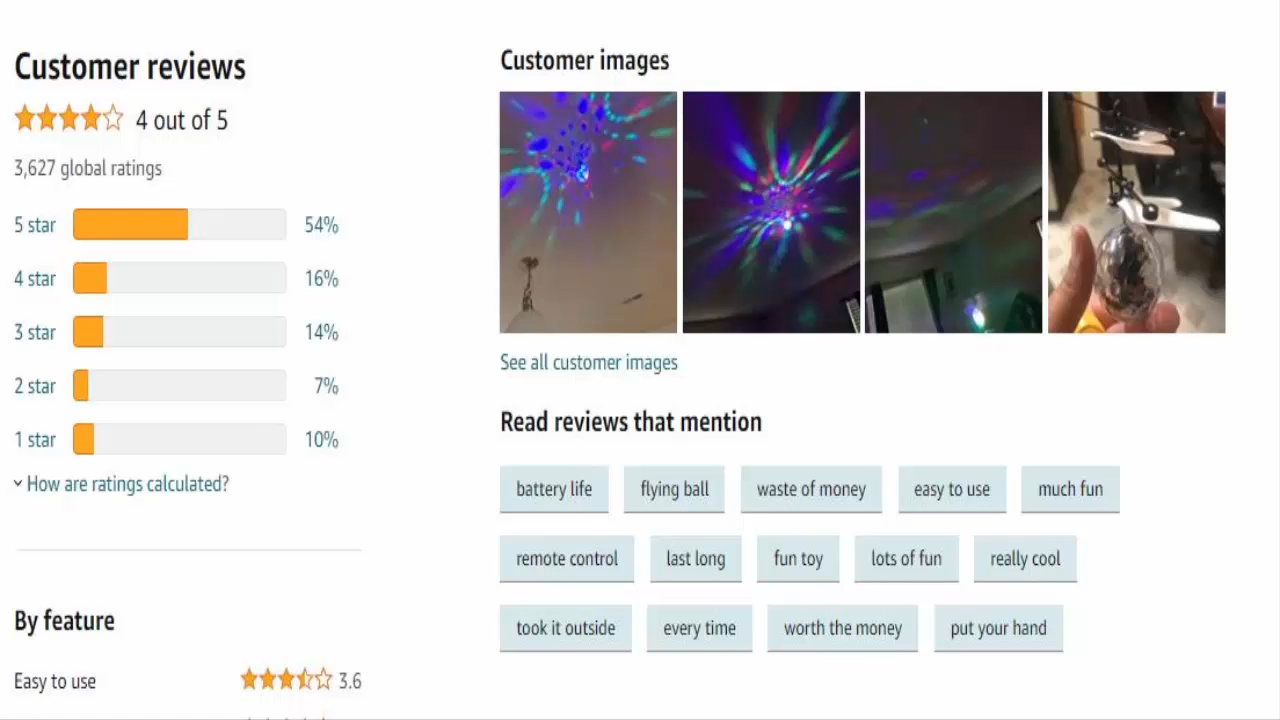 Customer reviews
4 out of 5
3,627 global ratings
5 star 54%
4 star 16%
3 star 14%
2 star 7%
1 star 10%
How are ratings calculated?
By feature
Easy to use 3.6
Customer images
See all customer images
Read reviews that mention
battery life flying ball waste of money easy to use much fun
remote control last long fun toy lots of fun really cool
took it outside every time worth the money put your hand